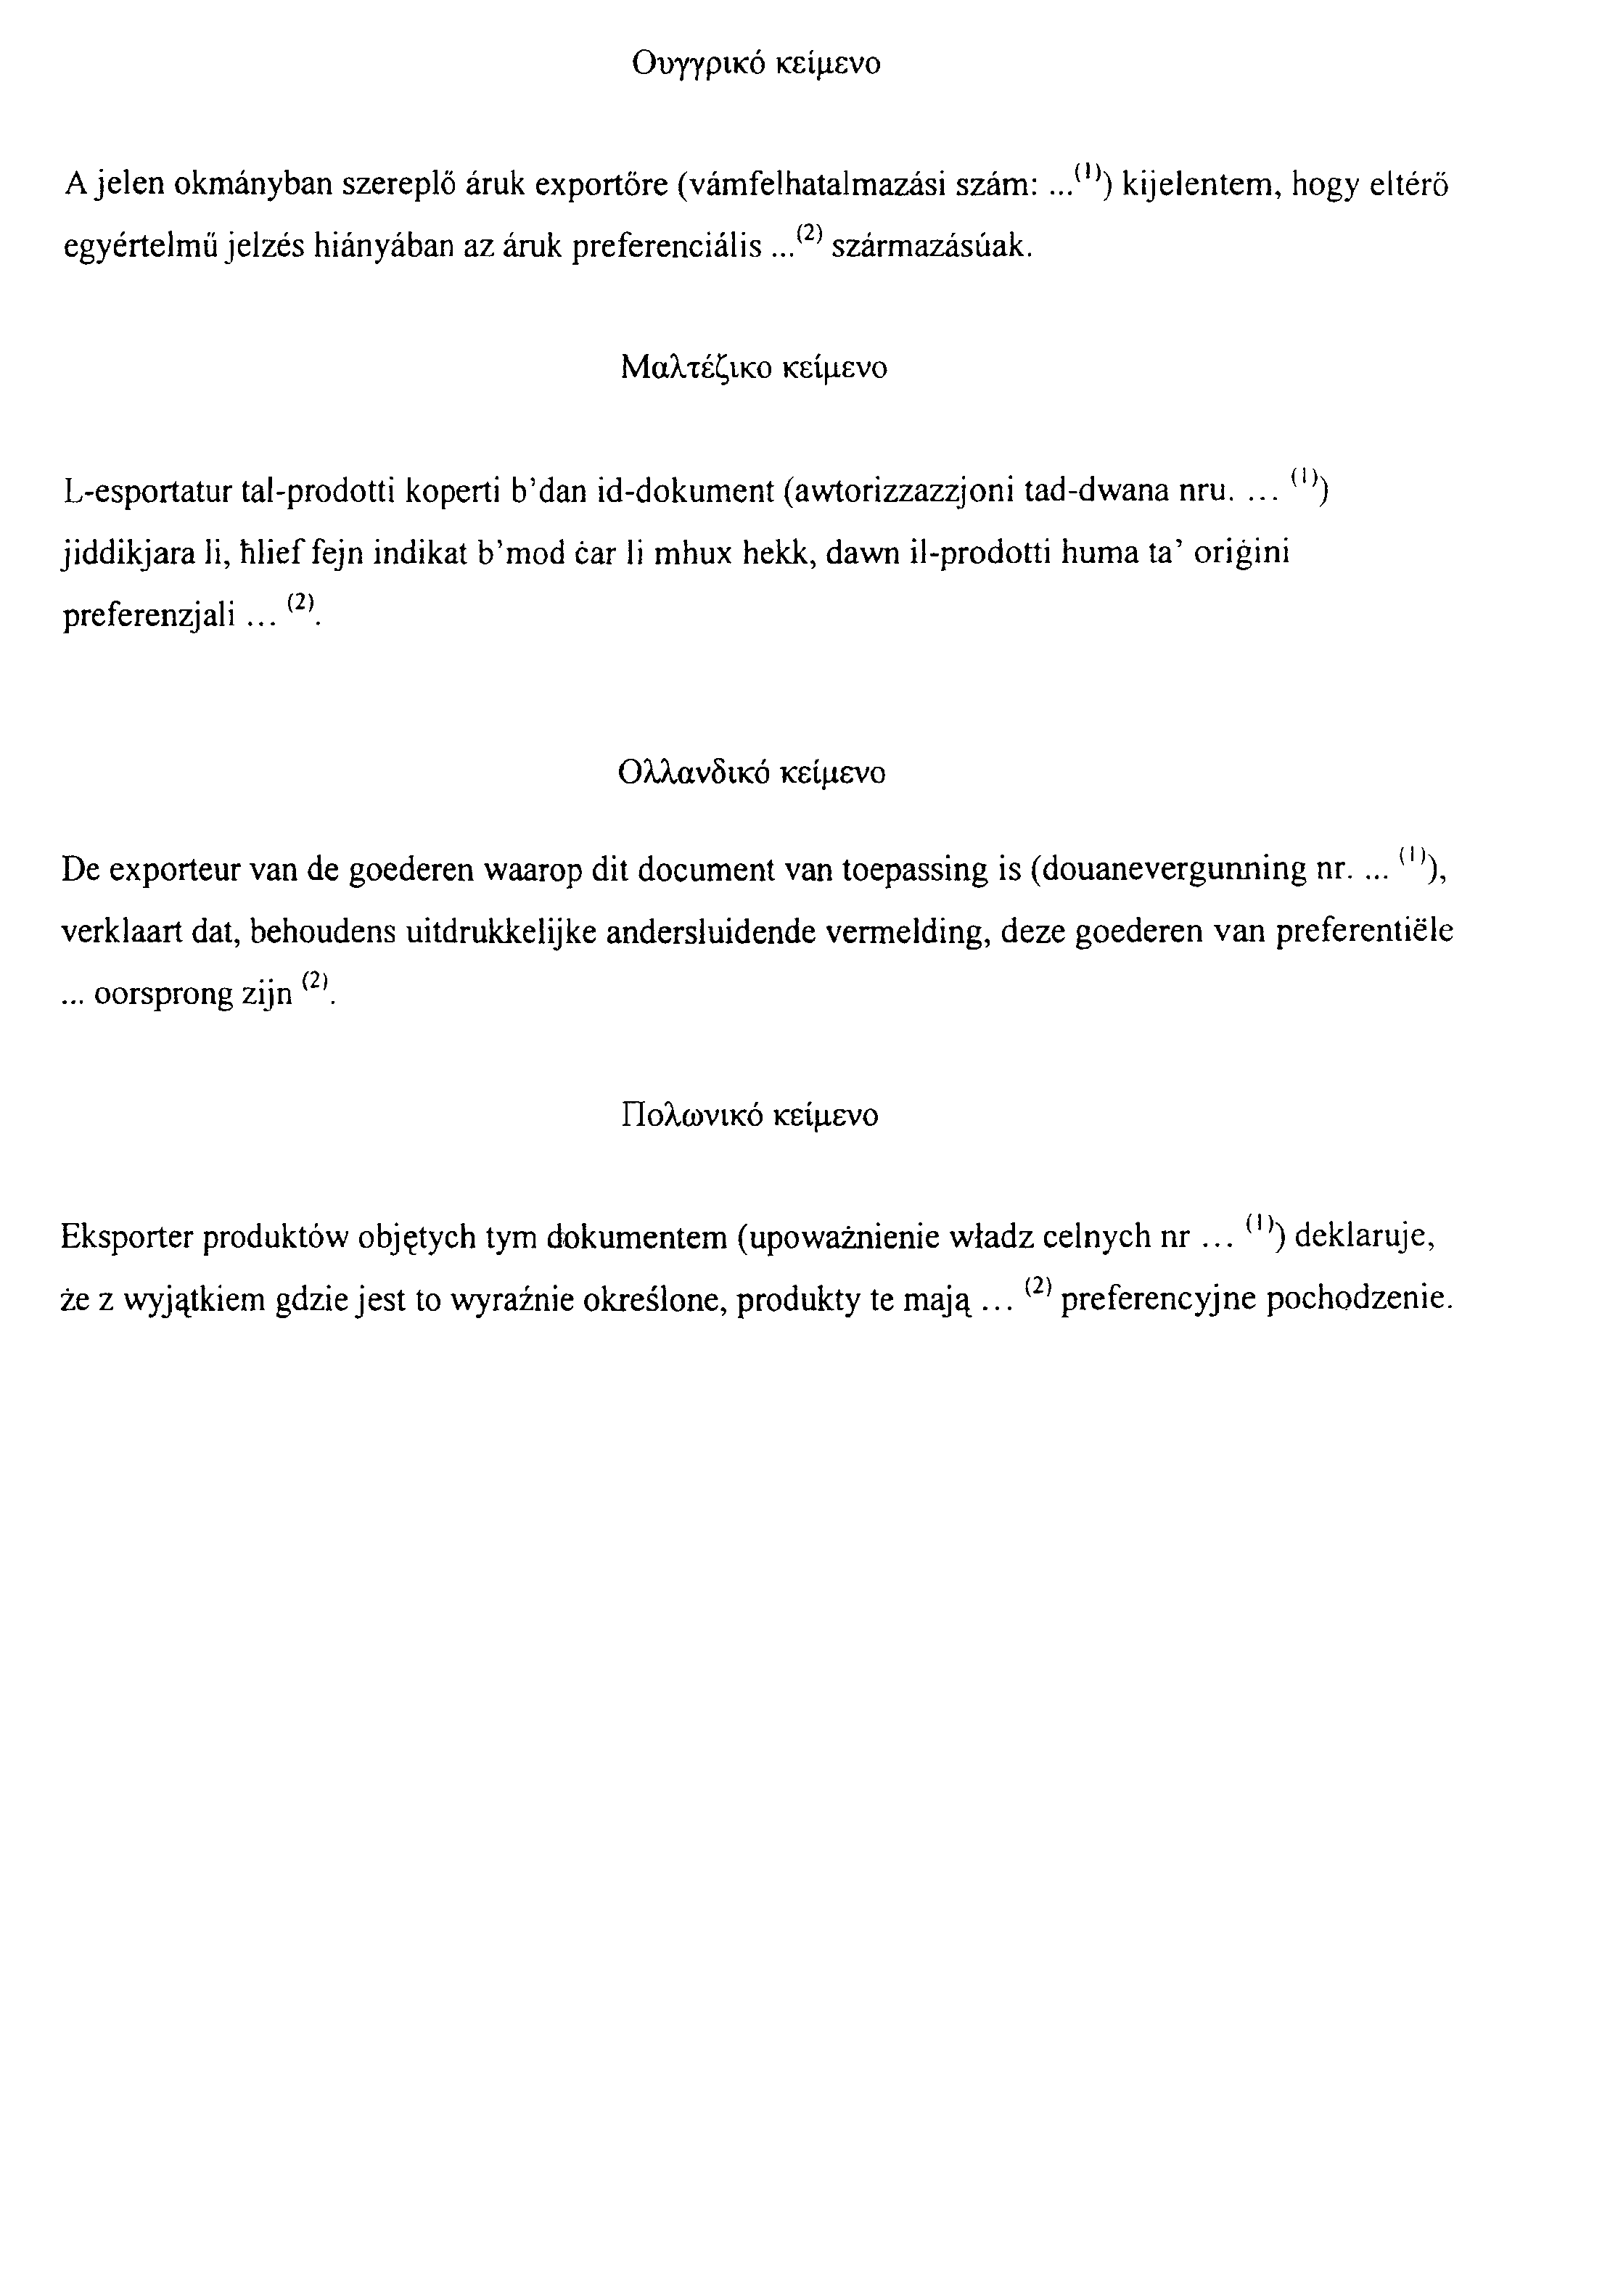 Ουγγρικό κείμενο
A jelen okmányban szereplő áruk exportőre (vámfelhatalmazási szám: ...(1)) kijelentem, hogy eltérő
egyértelmű jelzés hiányában az áruk preferenciális ...(2) származásúak.
Μαλτέζικο κείμενο
L-esportatur tal-prodotti koperti b’dan id-dokument (awtorizzazzjoni tad-dwana nru. ... (1))
jiddikjara li, ħlief fejn indikat b’mod ċar li mhux hekk, dawn il-prodotti huma ta’ oriġini
preferenzjali ... (2).
Ολλανδικό κείμενο
De exporteur van de goederen waarop dit document van toepassing is (douanevergunning nr. ... (1)),
verklaart dat, behoudens uitdrukkelijke andersluidende vermelding, deze goederen van preferentiële
... oorsprong zijn (2).
Πολωνικό κείμενο
Eksporter produktów objętych tym dokumentem (upoważnienie władz celnych nr ... (1)) deklaruje,
że z wyjątkiem gdzie jest to wyraźnie określone, produkty te mają ... (2) preferencyjne pochodzenie.